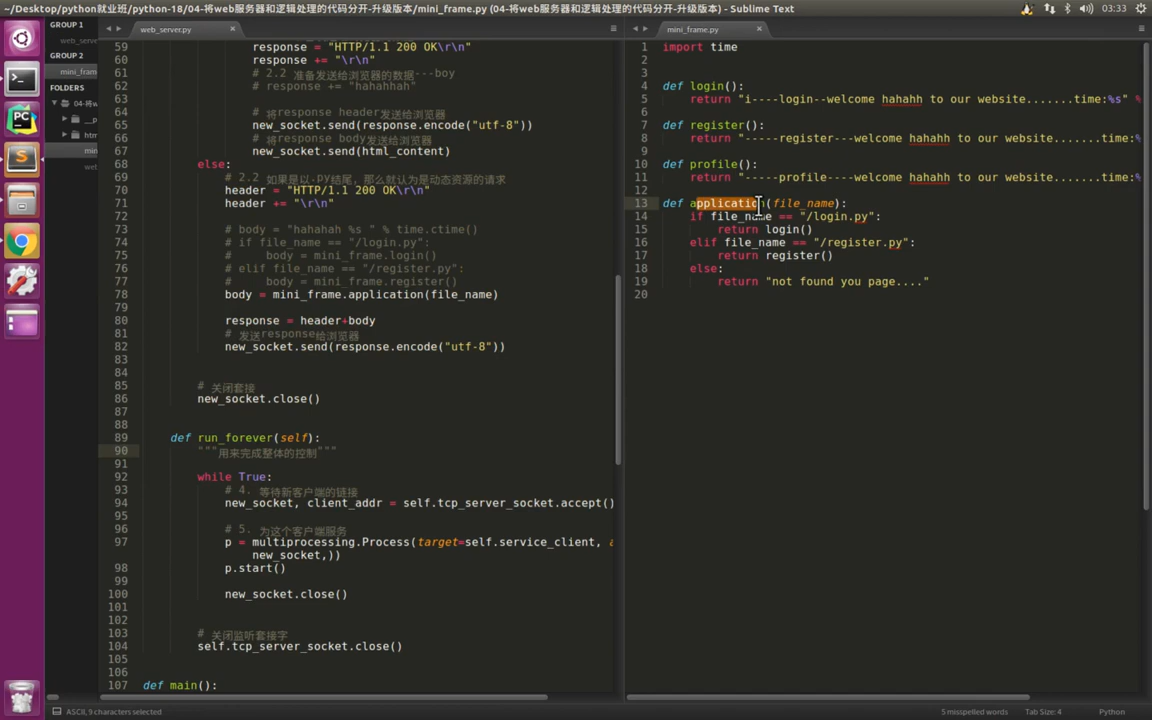 ~/Desktop/python就业班/python-18/04-将web服务器和逻辑处理的代码分开-升级版本/mini_frame.py (04-将web服务器和逻辑处理的代码分开-升级版本) - Sublime Text
03:33
GROUP 1
web_serve
GROUP 2
mini_fram
FOLDERS
04-将w
__p
htm
min
we
web_server.py
59 response = "HTTP/1.1 200 OK\r\n"
60 response += "\r\n"
61 # 2.2 准备发送给浏览器的数据---boy
62 # response += "hahahhah"
63
64 # 将response header发送给浏览器
65 new_socket.send(response.encode("utf-8"))
66 # 将response body发送给浏览器
67 new_socket.send(html_content)
68 else:
69 # 2.2 如果是以.py结尾，那么就认为是动态资源的请求
70 header = "HTTP/1.1 200 OK\r\n"
71 header += "\r\n"
72
73 # body = "hahahah %s " % time.ctime()
74 # if file_name == "/login.py":
75 #     body = mini_frame.login()
76 # elif file_name == "/register.py":
77 #     body = mini_frame.register()
78 body = mini_frame.application(file_name)
79
80 response = header+body
81 # 发送response给浏览器
82 new_socket.send(response.encode("utf-8"))
83
84
85 # 关闭套接
86 new_socket.close()
87
88
89 def run_forever(self):
90 """用来完成整体的控制"""
91
92 while True:
93 # 4. 等待新客户端的链接
94 new_socket, client_addr = self.tcp_server_socket.accept()
95
96 # 5. 为这个客户端服务
97 p = multiprocessing.Process(target=self.service_client, a
new_socket,))
98 p.start()
99
100 new_socket.close()
101
102
103 # 关闭监听套接字
104 self.tcp_server_socket.close()
105
106
107 def main():
mini_frame.py
1 import time
2
3
4 def login():
5 return "i----login--welcome hahahh to our website.......time:%s" %
6
7 def register():
8 return "-----register---welcome hahahh to our website.......time:%
9
10 def profile():
11 return "-----profile----welcome hahahh to our website.......time:%s
12
13 def application(file_name):
14 if file_name == "/login.py":
15 return login()
16 elif file_name == "/register.py":
17 return register()
18 else:
19 return "not found you page...."
20
ASCII, 9 characters selected
5 misspelled words
Tab Size: 4
Python